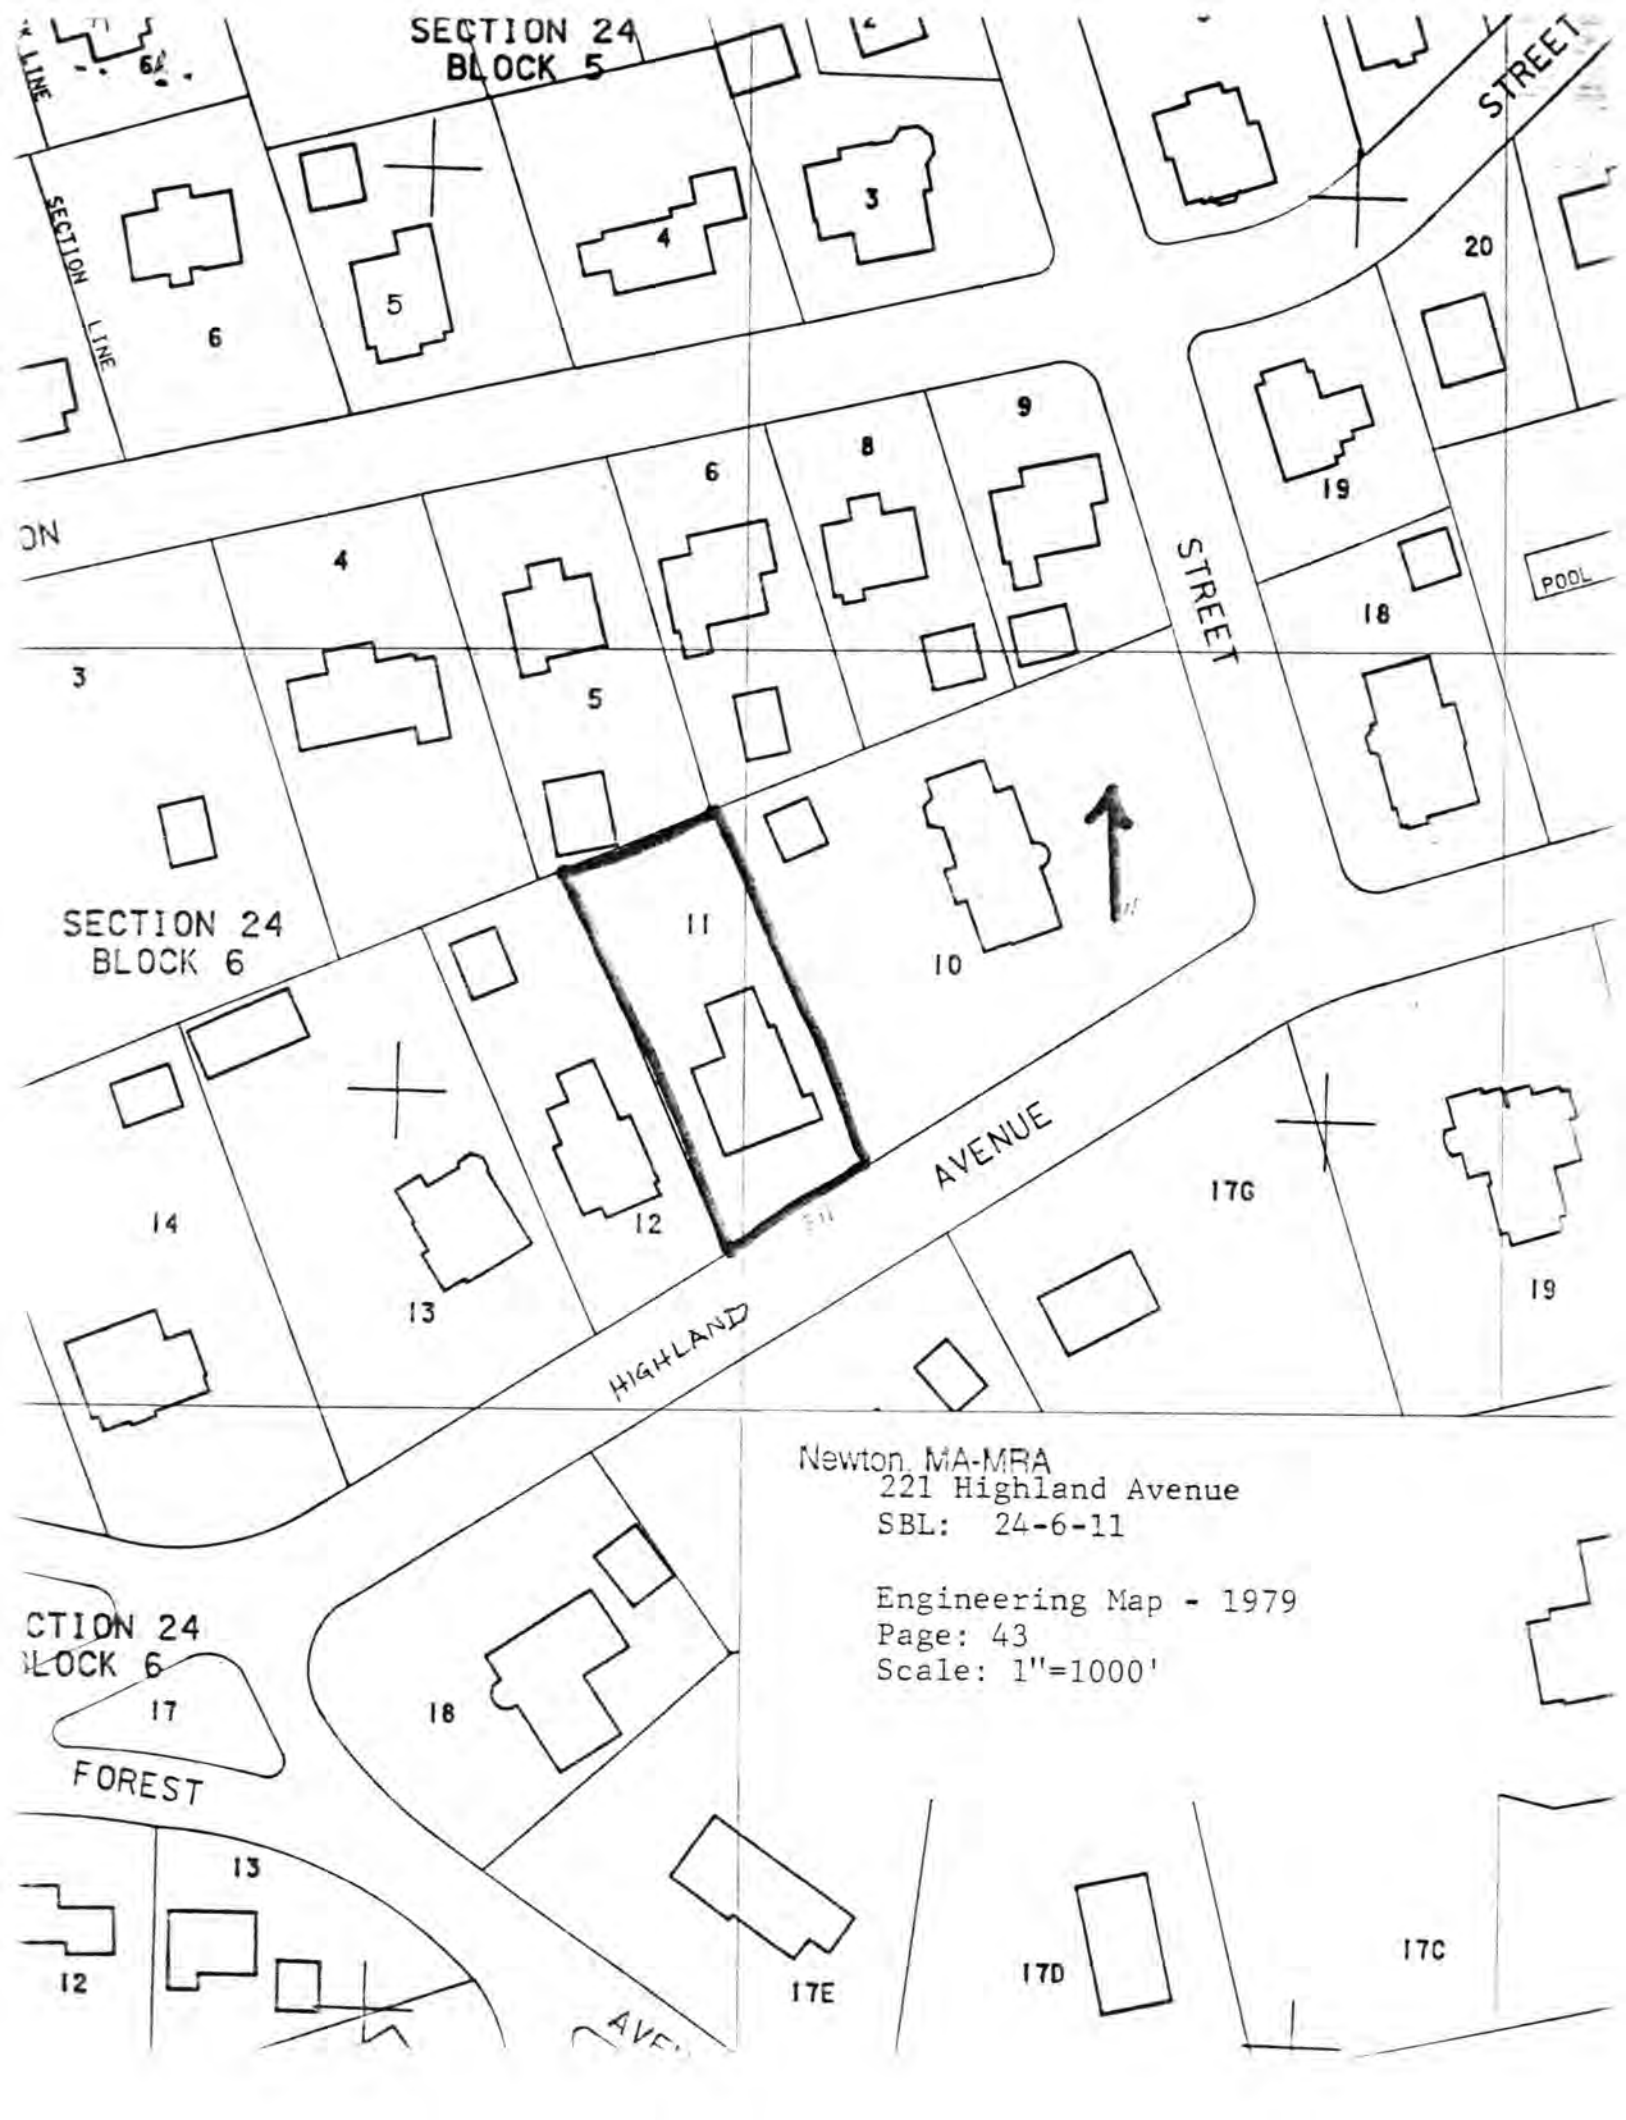 SECTION 24
BLOCK 5
LINE
6
STREET
SECTION LINE
6
5
4
3
20
19
9
8
6
4
ON
STREET
POOL
18
3
5
SECTION 24
BLOCK 6
11
10
N
AVENUE
17G
14
12
13
19
HIGHLAND
Newton, MA-MRA
221 Highland Avenue
SBL: 24-6-11
Engineering Map - 1979
Page: 43
Scale: 1"=1000'
CTION 24
LOCK 6
17
18
FOREST
13
12
17E
17D
17C